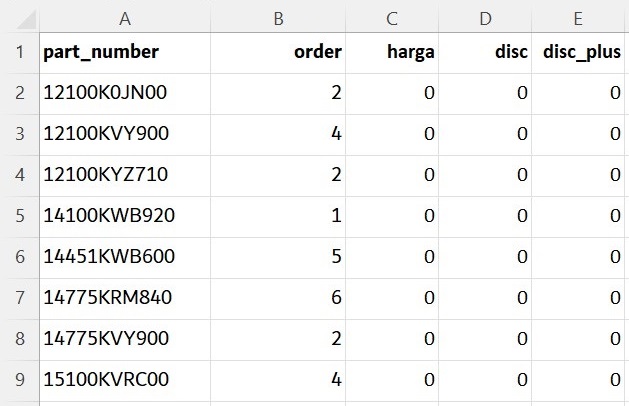 A B C D E
1 part_number order harga disc disc_plus
2 12100K0JN00 2 0 0 0
3 12100KVY900 4 0 0 0
4 12100KYZ710 2 0 0 0
5 14100KWB920 1 0 0 0
6 14451KWB600 5 0 0 0
7 14775KRM840 6 0 0 0
8 14775KVY900 2 0 0 0
9 15100KVRC00 4 0 0 0